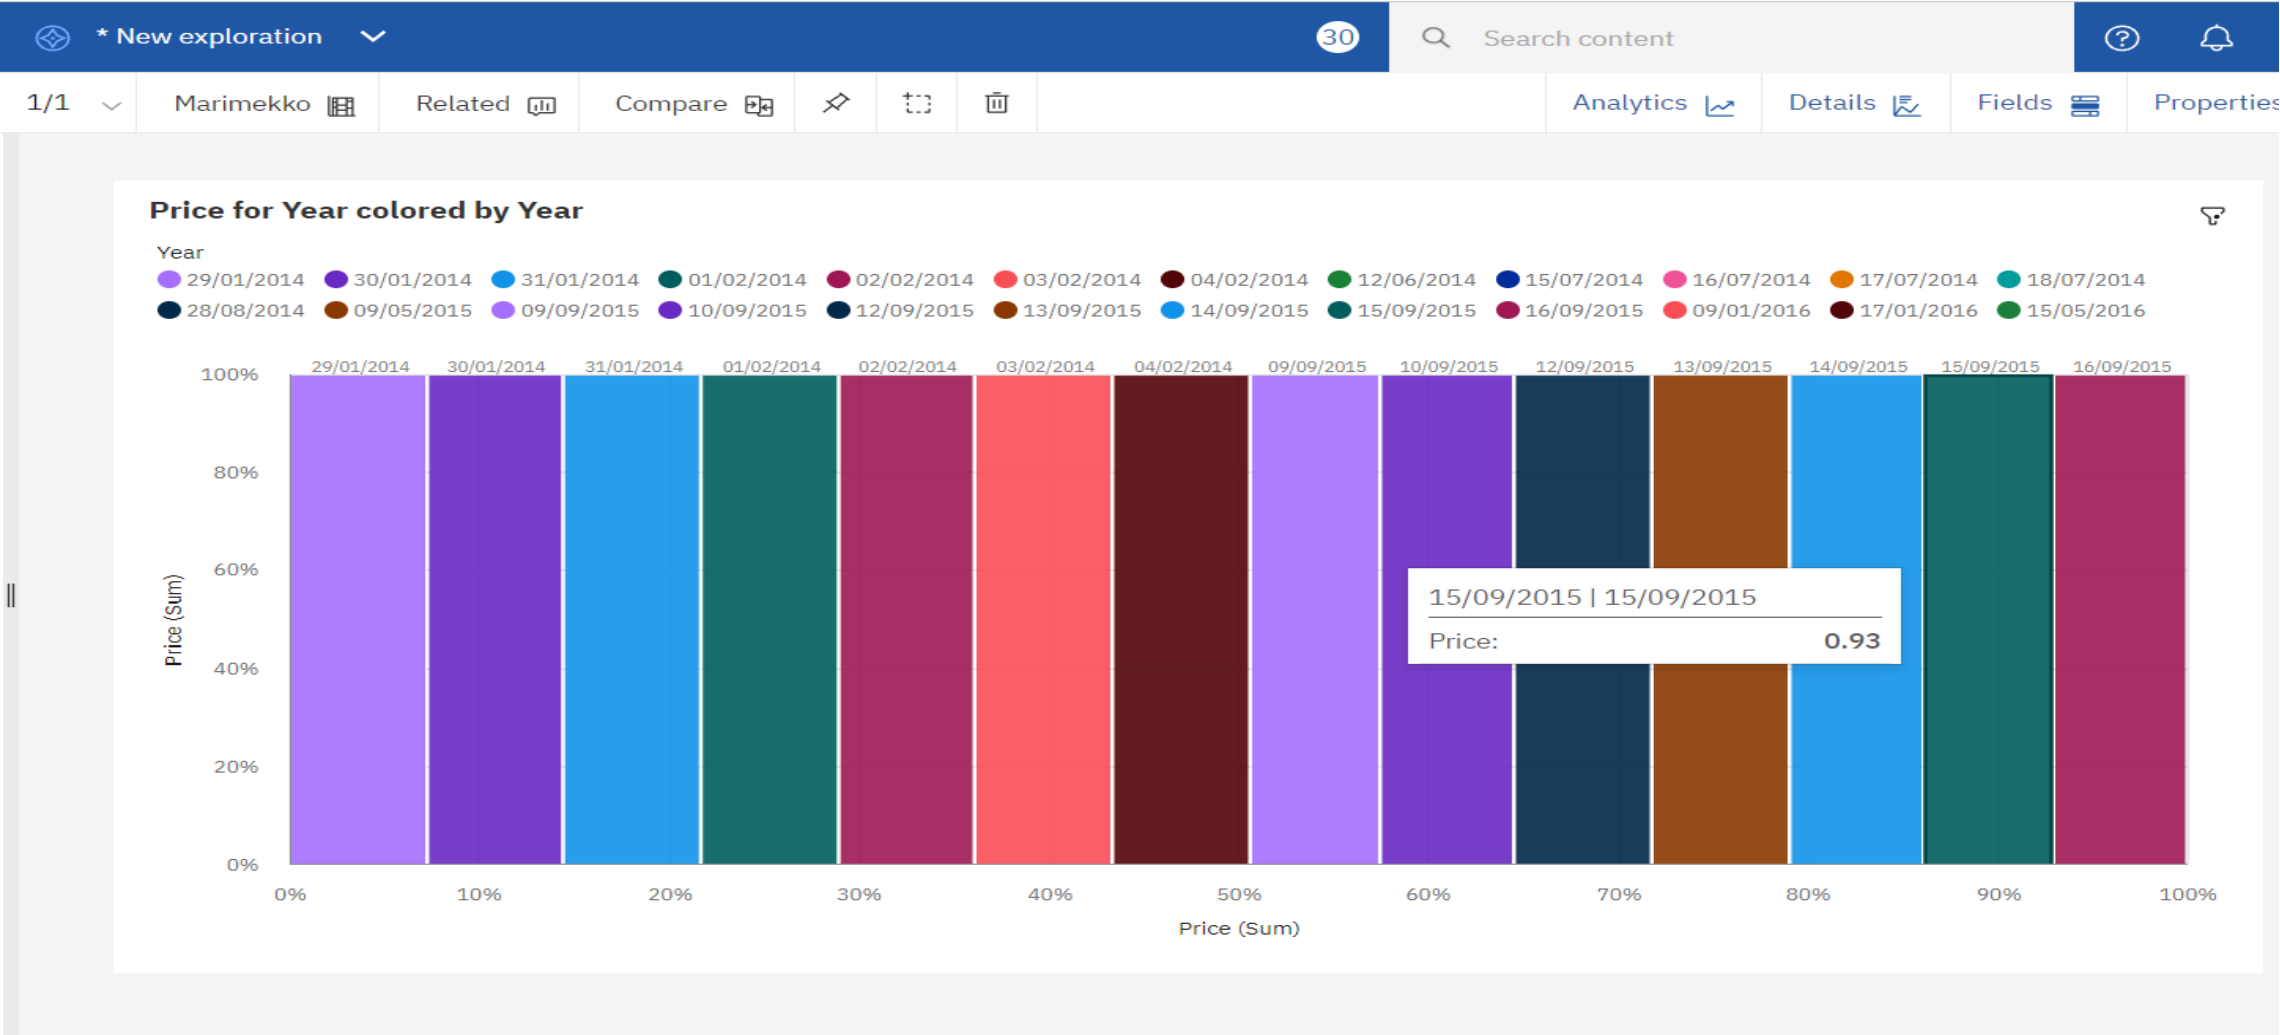 * New exploration
30
Search content
1/1 Marimekko Related Compare Analytics Details Fields Properties
Price for Year colored by Year
Year
29/01/2014 30/01/2014 31/01/2014 01/02/2014 02/02/2014 03/02/2014 04/02/2014 12/06/2014 15/07/2014 16/07/2014 17/07/2014 18/07/2014
28/08/2014 09/05/2015 09/09/2015 10/09/2015 12/09/2015 13/09/2015 14/09/2015 15/09/2015 16/09/2015 09/01/2016 17/01/2016 15/05/2016
29/01/2014 30/01/2014 31/01/2014 01/02/2014 02/02/2014 03/02/2014 04/02/2014 09/09/2015 10/09/2015 12/09/2015 13/09/2015 14/09/2015 15/09/2015 16/09/2015
100%
80%
60%
40%
20%
0%
Price (Sum)
15/09/2015 | 15/09/2015
Price: 0.93
0% 10% 20% 30% 40% 50% 60% 70% 80% 90% 100%
Price (Sum)